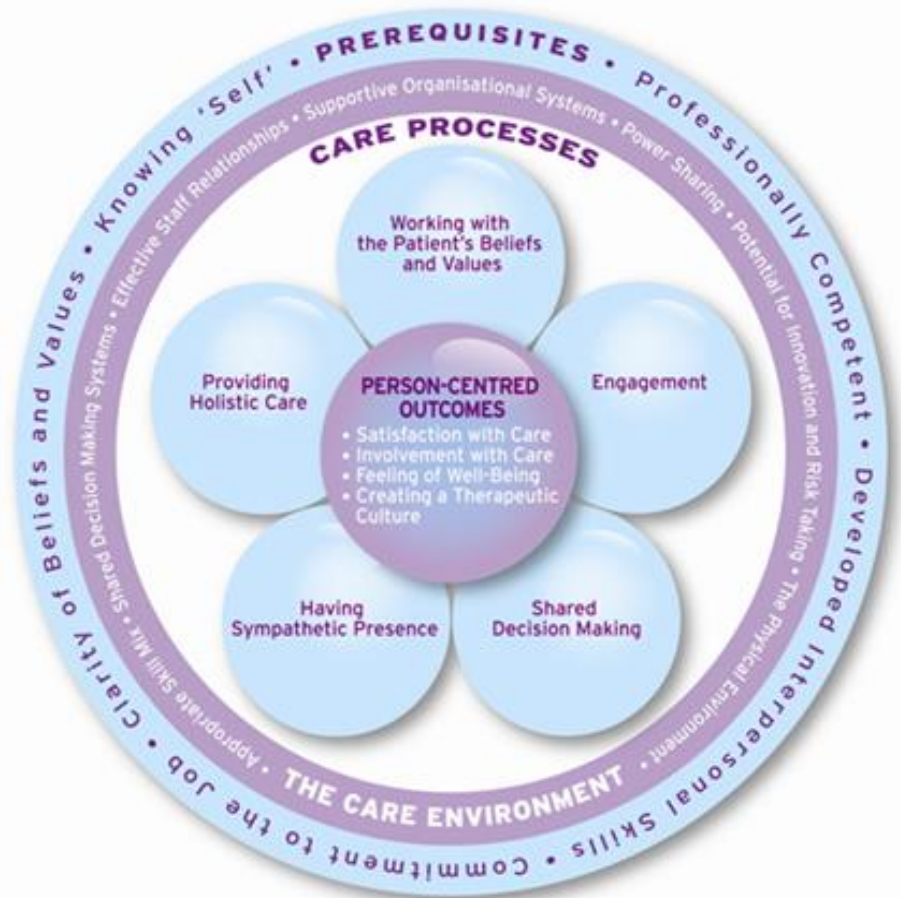 • PREREQUISITES • Professionally Competent • Developed Interpersonal Skills • Commitment to the Job • Clarity of Beliefs and Values • Knowing 'Self'
• THE CARE ENVIRONMENT • Appropriate Skill Mix • Shared Decision Making Systems • Effective Staff Relationships • Supportive Organisational Systems • Power Sharing • Potential for Innovation and Risk Taking • The Physical Environment
CARE PROCESSES
Working with
the Patient's Beliefs
and Values
Providing
Holistic Care
Engagement
PERSON-CENTRED
OUTCOMES
• Satisfaction with Care
• Involvement with Care
• Feeling of Well-Being
• Creating a Therapeutic
Culture
Having
Sympathetic Presence
Shared
Decision Making